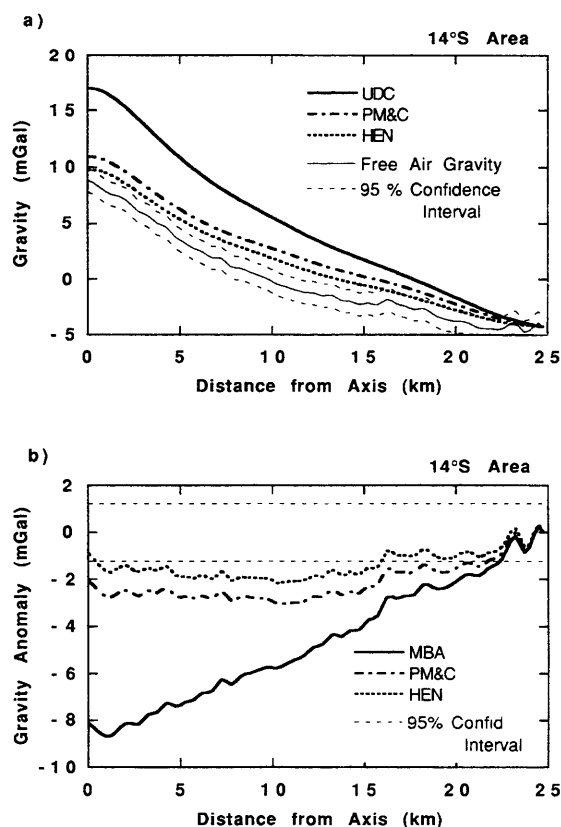 a)
14°S Area
20
15
10
5
0
-5
Gravity (mGal)
UDC
PM&C
HEN
Free Air Gravity
95 % Confidence
Interval
0 5 10 15 20 25
Distance from Axis (km)
b)
14°S Area
2
0
-2
-4
-6
-8
-10
Gravity Anomaly (mGal)
MBA
PM&C
HEN
95% Confid
Interval
0 5 10 15 20 25
Distance from Axis (km)